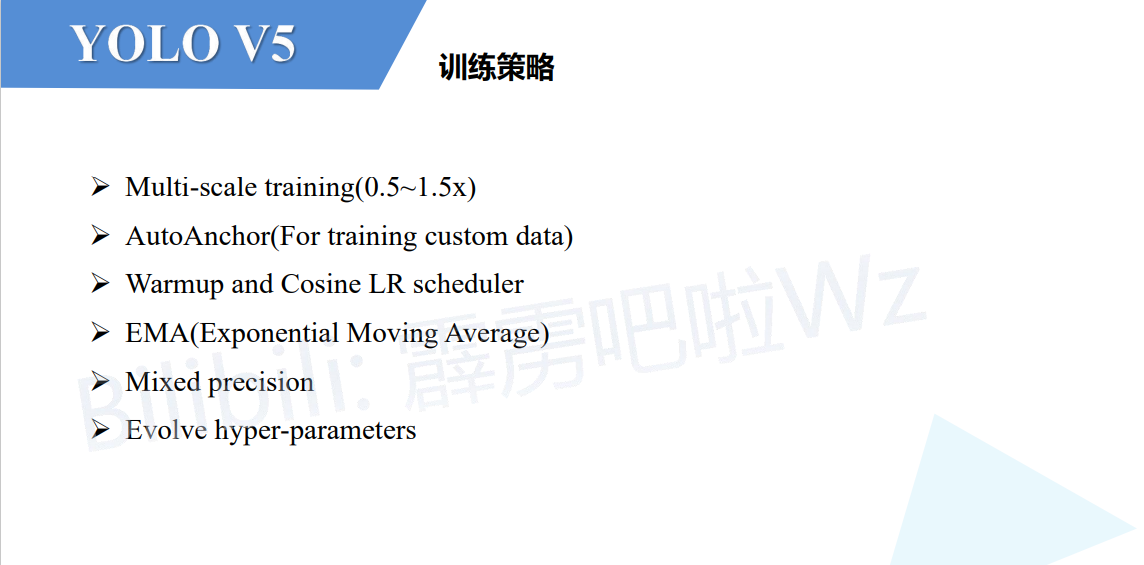 YOLO V5
训练策略
➢ Multi-scale training(0.5~1.5x)
➢ AutoAnchor(For training custom data)
➢ Warmup and Cosine LR scheduler
➢ EMA(Exponential Moving Average)
➢ Mixed precision
➢ Evolve hyper-parameters
Bilibili: 霹雳吧啦Wz